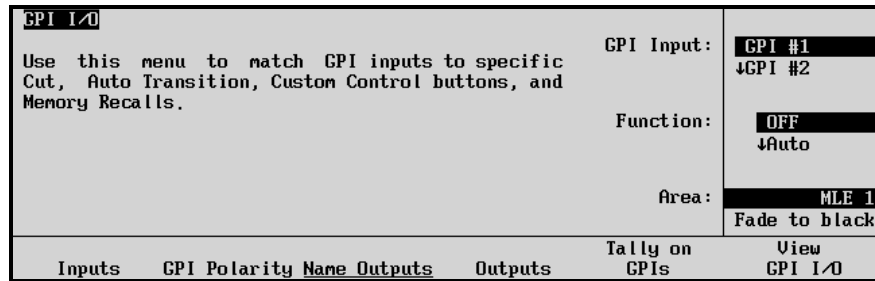 GPI I/O
Use this menu to match GPI inputs to specific
Cut, Auto Transition, Custom Control buttons, and
Memory Recalls.
GPI Input:
GPI #1
↓GPI #2
Function:
OFF
↓Auto
Area:
MLE 1
Fade to black
Inputs GPI Polarity Name Outputs Outputs Tally on GPIs View GPI I/O